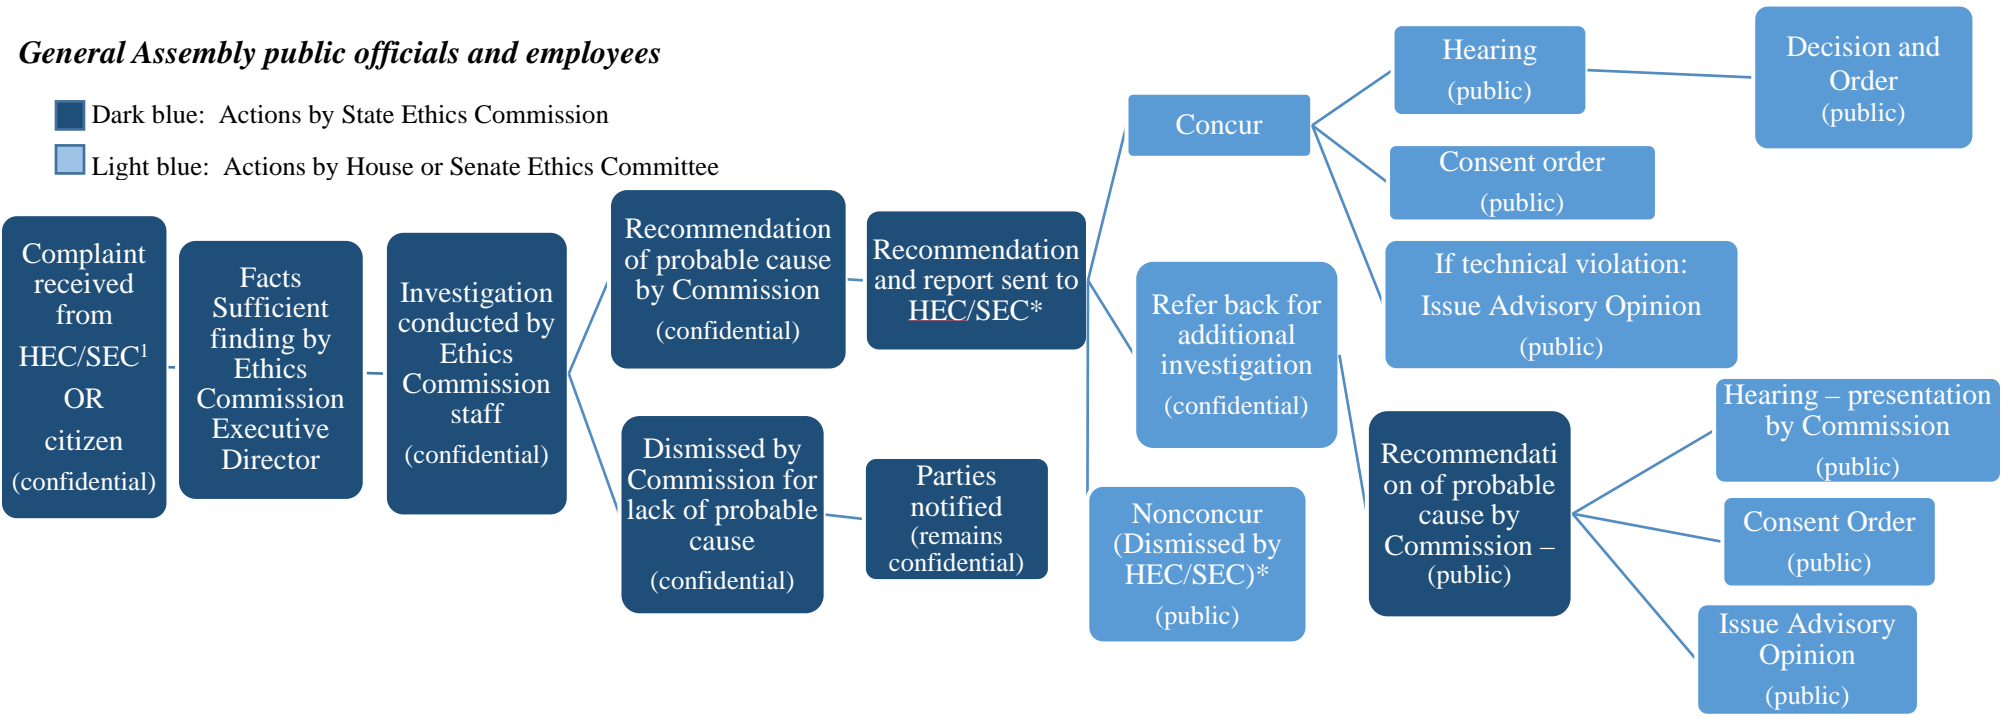 General Assembly public officials and employees
Dark blue:  Actions by State Ethics Commission
Light blue:  Actions by House or Senate Ethics Committee
Complaint
received
from
HEC/SEC¹
OR
citizen
(confidential)
Facts
Sufficient
finding by
Ethics
Commission
Executive
Director
Investigation
conducted by
Ethics
Commission
staff
(confidential)
Recommendation
of probable cause
by Commission
(confidential)
Dismissed by
Commission for
lack of probable
cause
(confidential)
Recommendation
and report sent to
HEC/SEC*
Parties
notified
(remains
confidential)
Concur
Refer back for
additional
investigation
(confidential)
Nonconcur
(Dismissed by
HEC/SEC)*
(public)
Hearing
(public)
Decision and
Order
(public)
Consent order
(public)
If technical violation:
Issue Advisory Opinion
(public)
Recommendati
on of probable
cause by
Commission –
(public)
Hearing – presentation
by Commission
(public)
Consent Order
(public)
Issue Advisory
Opinion
(public)